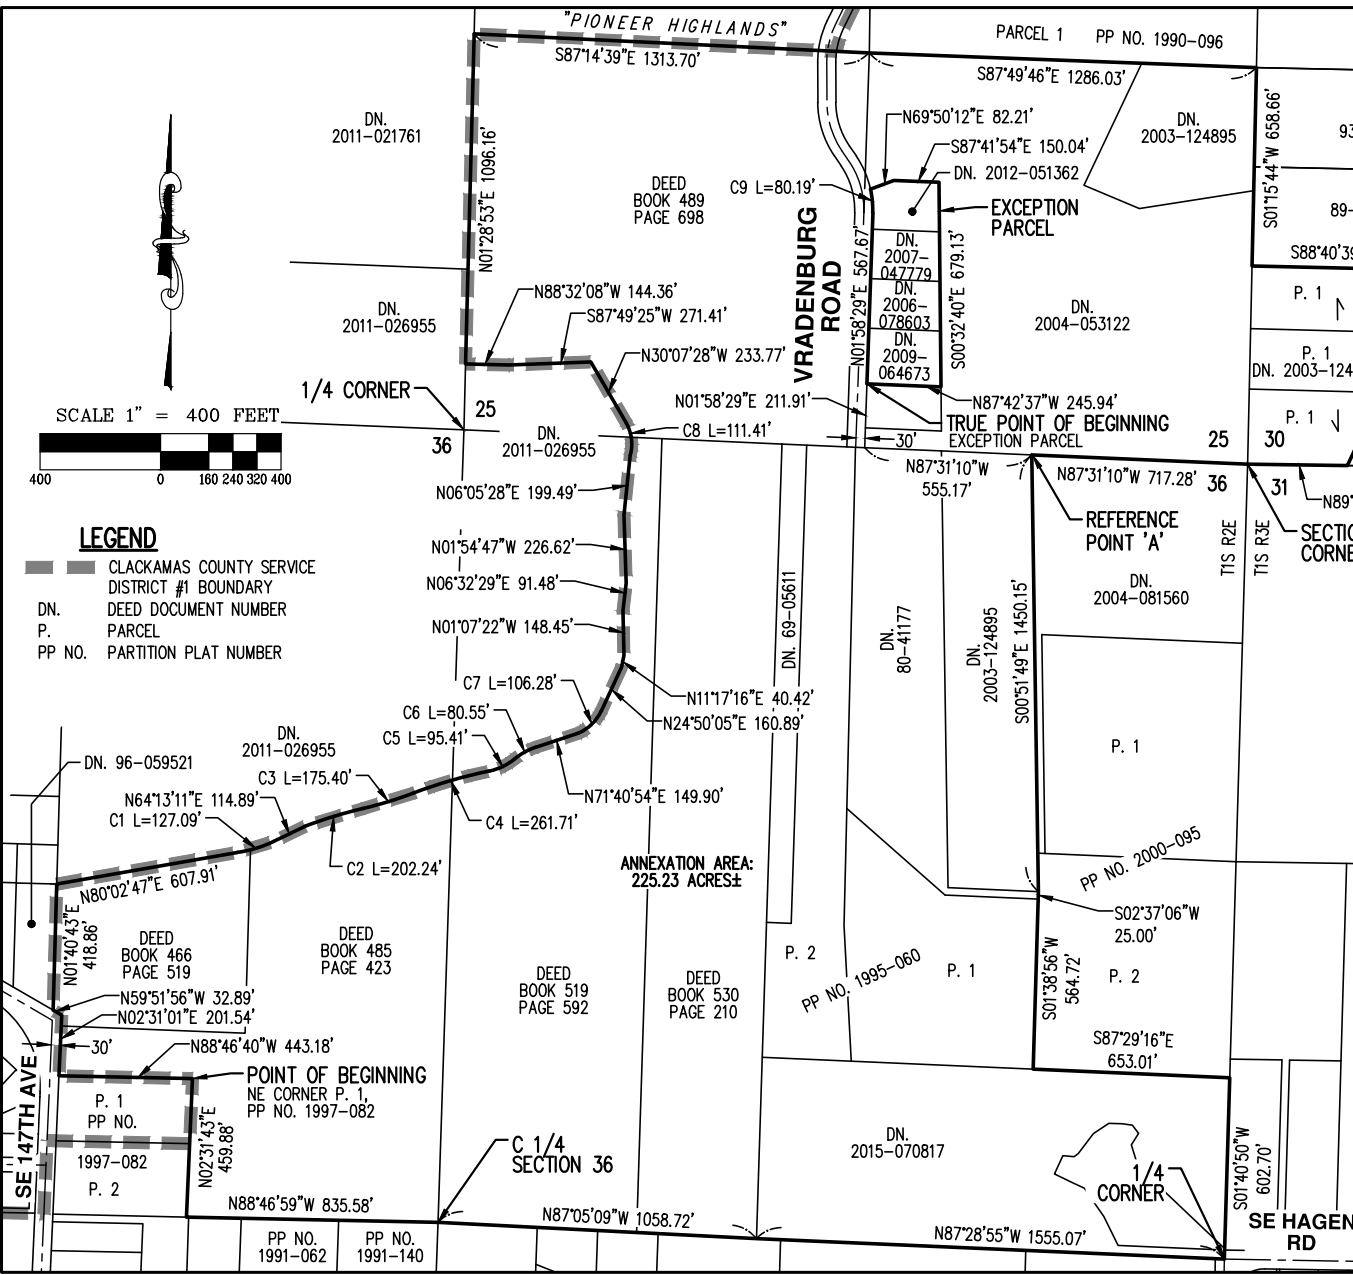 "PIONEER HIGHLANDS"
S87°14'39"E 1313.70'
PARCEL 1 PP NO. 1990-096
S87°49'46"E 1286.03'
DN.
2011-021761
N01°28'53"E 1096.16'
DEED
BOOK 489
PAGE 698
N69°50'12"E 82.21'
S87°41'54"E 150.04'
DN. 2012-051362
C9 L=80.19'
EXCEPTION
PARCEL
DN.
2003-124895
S01°15'44"W 658.66'
93
89-
S88°40'39
VRADENBURG
ROAD
N01°58'29"E 567.67'
DN.
2007-
047779
DN.
2006-
078603
DN.
2009-
064673
S00°32'40"E 679.13'
DN.
2004-053122
P. 1
P. 1
DN. 2003-124
P. 1
DN.
2011-026955
N88°32'08"W 144.36'
S87°49'25"W 271.41'
N30°07'28"W 233.77'
1/4 CORNER
25
36
DN.
2011-026955
C8 L=111.41'
N01°58'29"E 211.91'
N87°42'37"W 245.94'
TRUE POINT OF BEGINNING
EXCEPTION PARCEL
30'
25
30
36
31
N87°31'10"W
555.17'
N87°31'10"W 717.28'
N89°
REFERENCE
POINT 'A'
SECTIO
CORNE
T1S R2E
T1S R3E
SCALE 1" = 400 FEET
400 0 160 240 320 400
LEGEND
CLACKAMAS COUNTY SERVICE
DISTRICT #1 BOUNDARY
DN. DEED DOCUMENT NUMBER
P. PARCEL
PP NO. PARTITION PLAT NUMBER
N06°05'28"E 199.49'
N01°54'47"W 226.62'
N06°32'29"E 91.48'
N01°07'22"W 148.45'
C7 L=106.28'
N11°17'16"E 40.42'
N24°50'05"E 160.89'
C6 L=80.55'
C5 L=95.41'
N71°40'54"E 149.90'
C4 L=261.71'
DN.
2011-026955
C3 L=175.40'
N64°13'11"E 114.89'
C1 L=127.09'
C2 L=202.24'
DN. 96-059521
N80°02'47"E 607.91'
DN. 69-05611
DN.
80-41177
DN.
2003-124895
S00°51'49"E 1450.15'
DN.
2004-081560
P. 1
PP NO. 2000-095
ANNEXATION AREA:
225.23 ACRES±
S02°37'06"W
25.00'
P. 2
S01°38'56"W
564.72'
S87°29'16"E
653.01'
N01°40'43"E
418.86'
DEED
BOOK 466
PAGE 519
DEED
BOOK 485
PAGE 423
DEED
BOOK 519
PAGE 592
DEED
BOOK 530
PAGE 210
P. 2
PP NO. 1995-060
P. 1
N59°51'56"W 32.89'
N02°31'01"E 201.54'
30'
N88°46'40"W 443.18'
POINT OF BEGINNING
NE CORNER P. 1,
PP NO. 1997-082
SE 147TH AVE
P. 1
PP NO.
1997-082
P. 2
N02°31'43"E
459.88'
C 1/4
SECTION 36
DN.
2015-070817
1/4
CORNER
S01°40'50"W
602.70'
SE HAGEN
RD
N88°46'59"W 835.58'
N87°05'09"W 1058.72'
N87°28'55"W 1555.07'
PP NO.
1991-062
PP NO.
1991-140